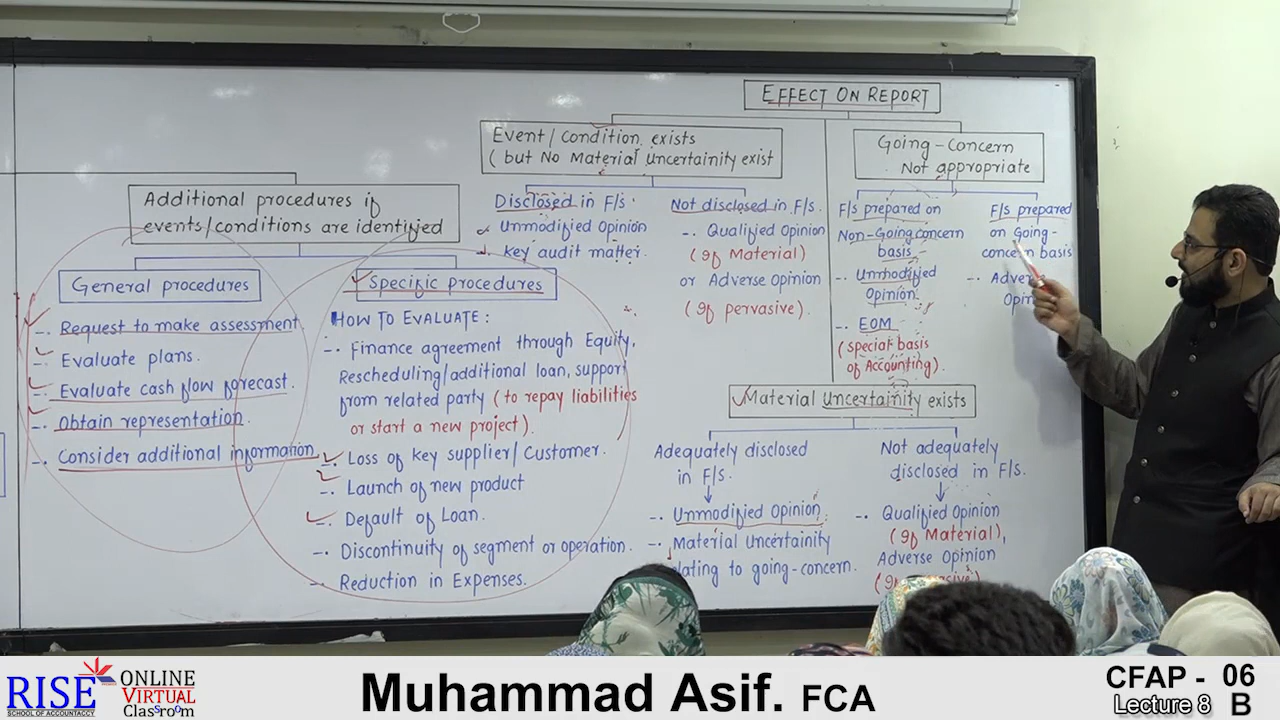 EFFECT ON REPORT
Event/Condition exists
(but No Material Uncertainity exist
Disclosed in F/s.
Unmodified Opinion
Key audit matter.
Not disclosed in F/s.
-. Qualified Opinion
(If Material)
or Adverse Opinion
(If pervasive).
Going-Concern
Not appropriate
F/s prepared on
Non-Going concern
basis
-. Unmodified
Opinion.
-. EOM
(special basis
of Accounting).
F/s prepared
on Going-
concern basis
-. Adver
Opin
Material Uncertainity exists
Adequately disclosed
in F/s.
-. Unmodified Opinion.
-. Material Uncertainity
lating to going-concern.
Not adequately
disclosed in F/s.
-. Qualified Opinion
(If Material),
Adverse Opinion
Additional procedures if
events/conditions are identified
General procedures
-. Request to make assessment
-. Evaluate plans.
-. Evaluate cash flow forecast.
-. Obtain representation.
-. Consider additional information
Specific procedures
HOW TO EVALUATE:
-. Finance agreement through Equity,
Rescheduling/additional loan, support
from related party (to repay liabilities
or start a new project).
-. Loss of key supplier/Customer.
-. Launch of new product
-. Default of Loan.
-. Discontinuity of segment or operation.
-. Reduction in Expenses.
RISE
SCHOOL OF ACCOUNTANCY
ONLINE
VIRTUAL
Classroom
Muhammad Asif. FCA
CFAP - 06
Lecture 8 B